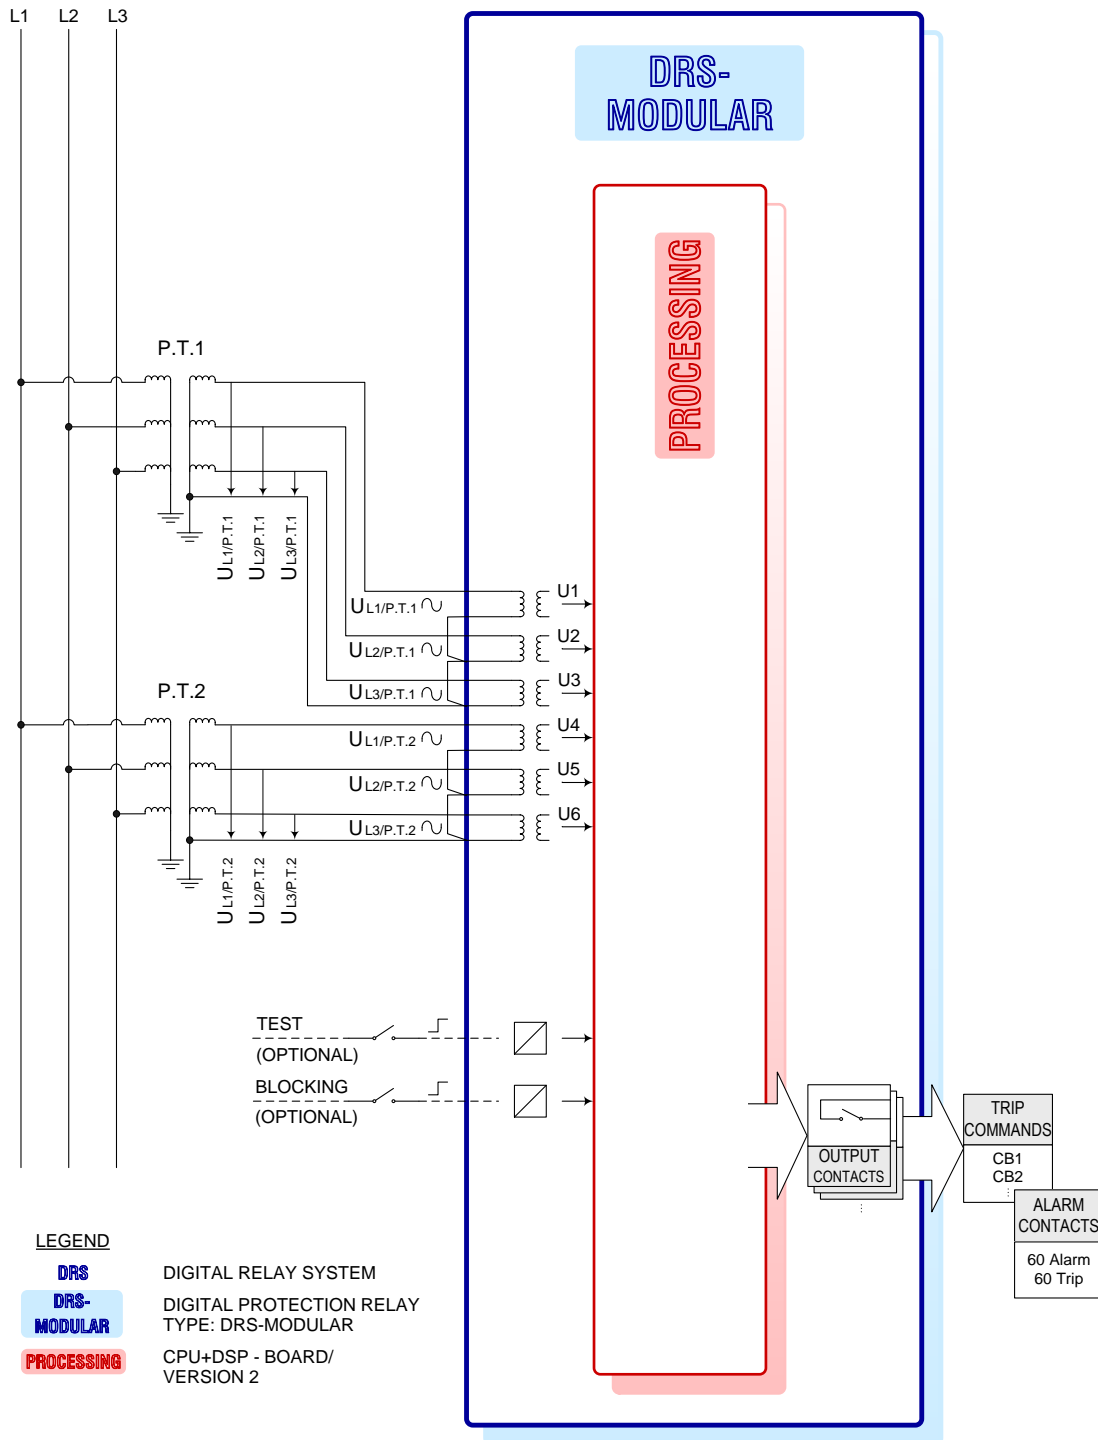 L1 L2 L3
DRS-
MODULAR
PROCESSING
P.T.1
UL1/P.T.1
UL2/P.T.1
UL3/P.T.1
UL1/P.T.1 U1
UL2/P.T.1 U2
UL3/P.T.1 U3
P.T.2
UL1/P.T.2 U4
UL2/P.T.2 U5
UL3/P.T.2 U6
UL1/P.T.2
UL2/P.T.2
UL3/P.T.2
TEST
(OPTIONAL)
BLOCKING
(OPTIONAL)
OUTPUT
CONTACTS
TRIP
COMMANDS
CB1
CB2
ALARM
CONTACTS
60 Alarm
60 Trip
LEGEND
DRS DIGITAL RELAY SYSTEM
DRS-
MODULAR
DIGITAL PROTECTION RELAY
TYPE: DRS-MODULAR
PROCESSING
CPU+DSP - BOARD/
VERSION 2